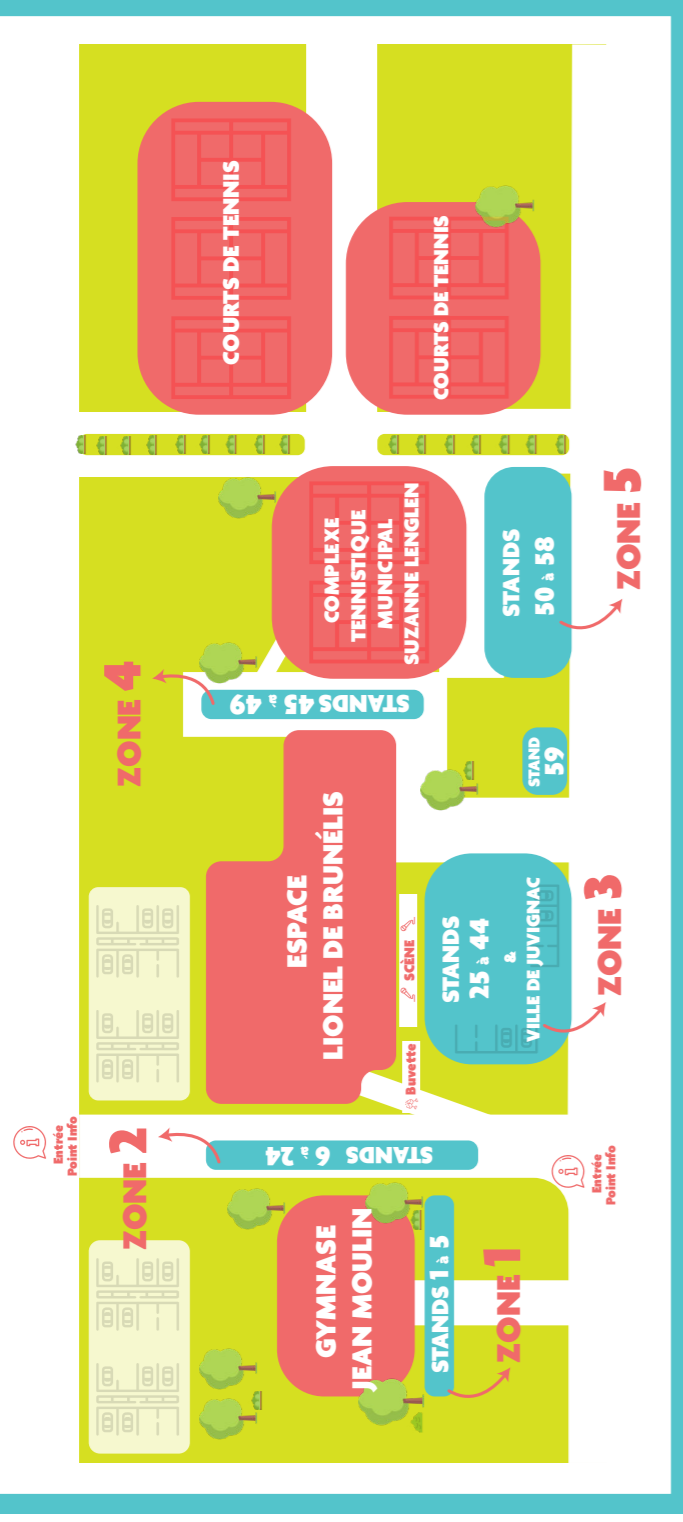 ZONE 1
STANDS 1 à 5
GYMNASE
JEAN MOULIN
Entrée
Point Info
ZONE 2
STANDS 6 à 24
Entrée
Point Info
Buvette
SCÈNE
ESPACE
LIONEL DE BRUNÉLIS
STANDS
25 à 44
&
VILLE DE JUVIGNAC
ZONE 3
ZONE 4
STANDS 45 à 49
STAND
59
COMPLEXE
TENNISTIQUE
MUNICIPAL
SUZANNE LENGLEN
STANDS
50 à 58
ZONE 5
COURTS DE TENNIS
COURTS DE TENNIS